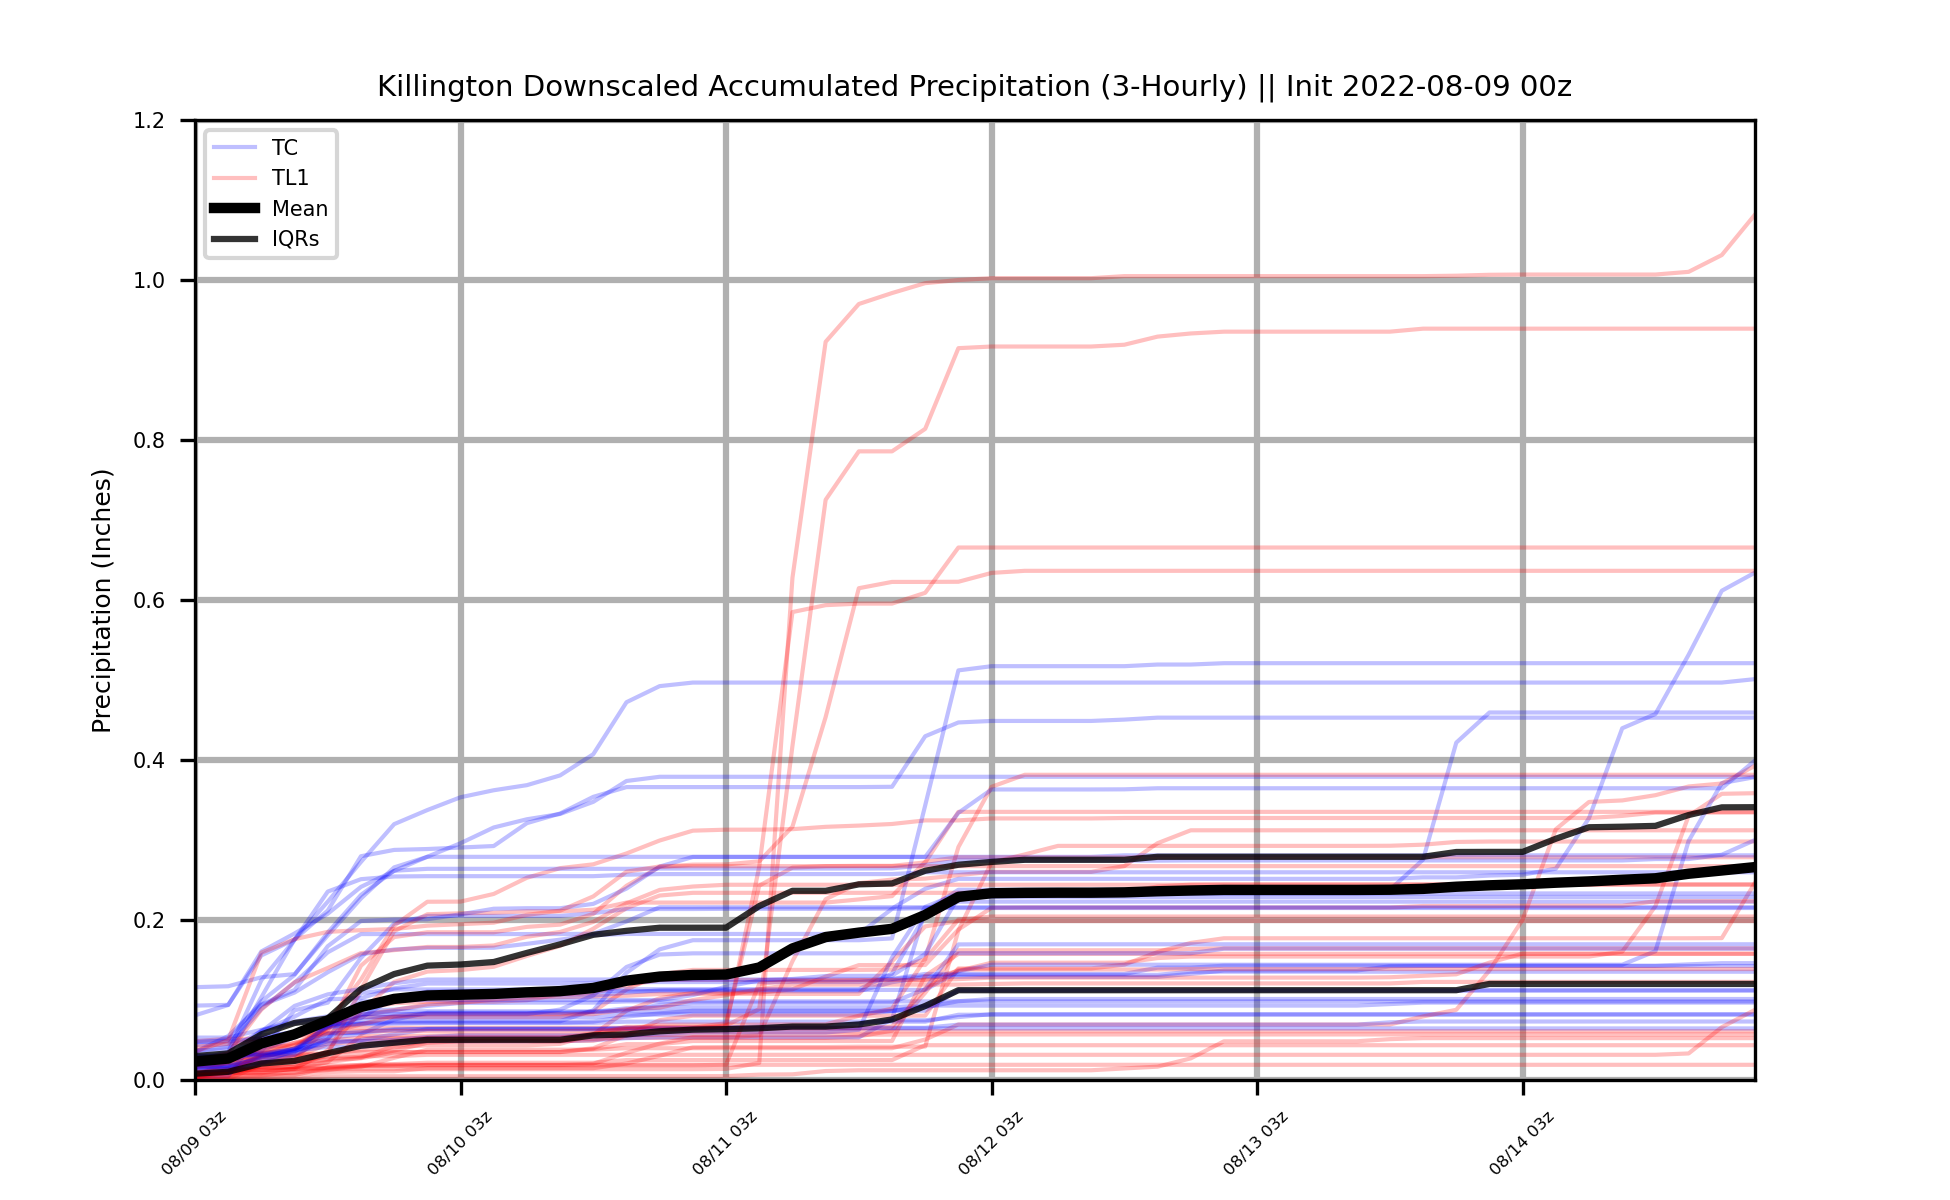 Killington Downscaled Accumulated Precipitation (3-Hourly) || Init 2022-08-09 00z
1.2
1.0
0.8
0.6
0.4
0.2
0.0
Precipitation (Inches)
TC
TL1
Mean
IQRs
08/09 03z
08/10 03z
08/11 03z
08/12 03z
08/13 03z
08/14 03z